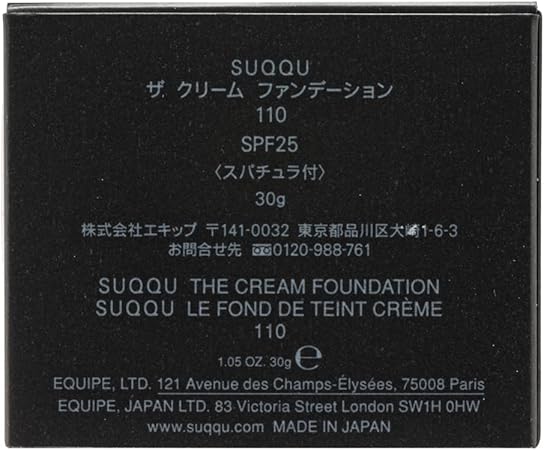 SUQQU
ザ クリーム ファンデーション
110
SPF25
〈スパチュラ付〉
30g
株式会社エキップ 〒141-0032 東京都品川区大崎1-6-3
お問合せ先 0120-988-761
SUQQU THE CREAM FOUNDATION
SUQQU LE FOND DE TEINT CRÈME
110
1.05 OZ. 30g ℮
EQUIPE, LTD. 121 Avenue des Champs-Élysées, 75008 Paris
EQUIPE, JAPAN LTD. 83 Victoria Street London SW1H 0HW
www.suqqu.com MADE IN JAPAN